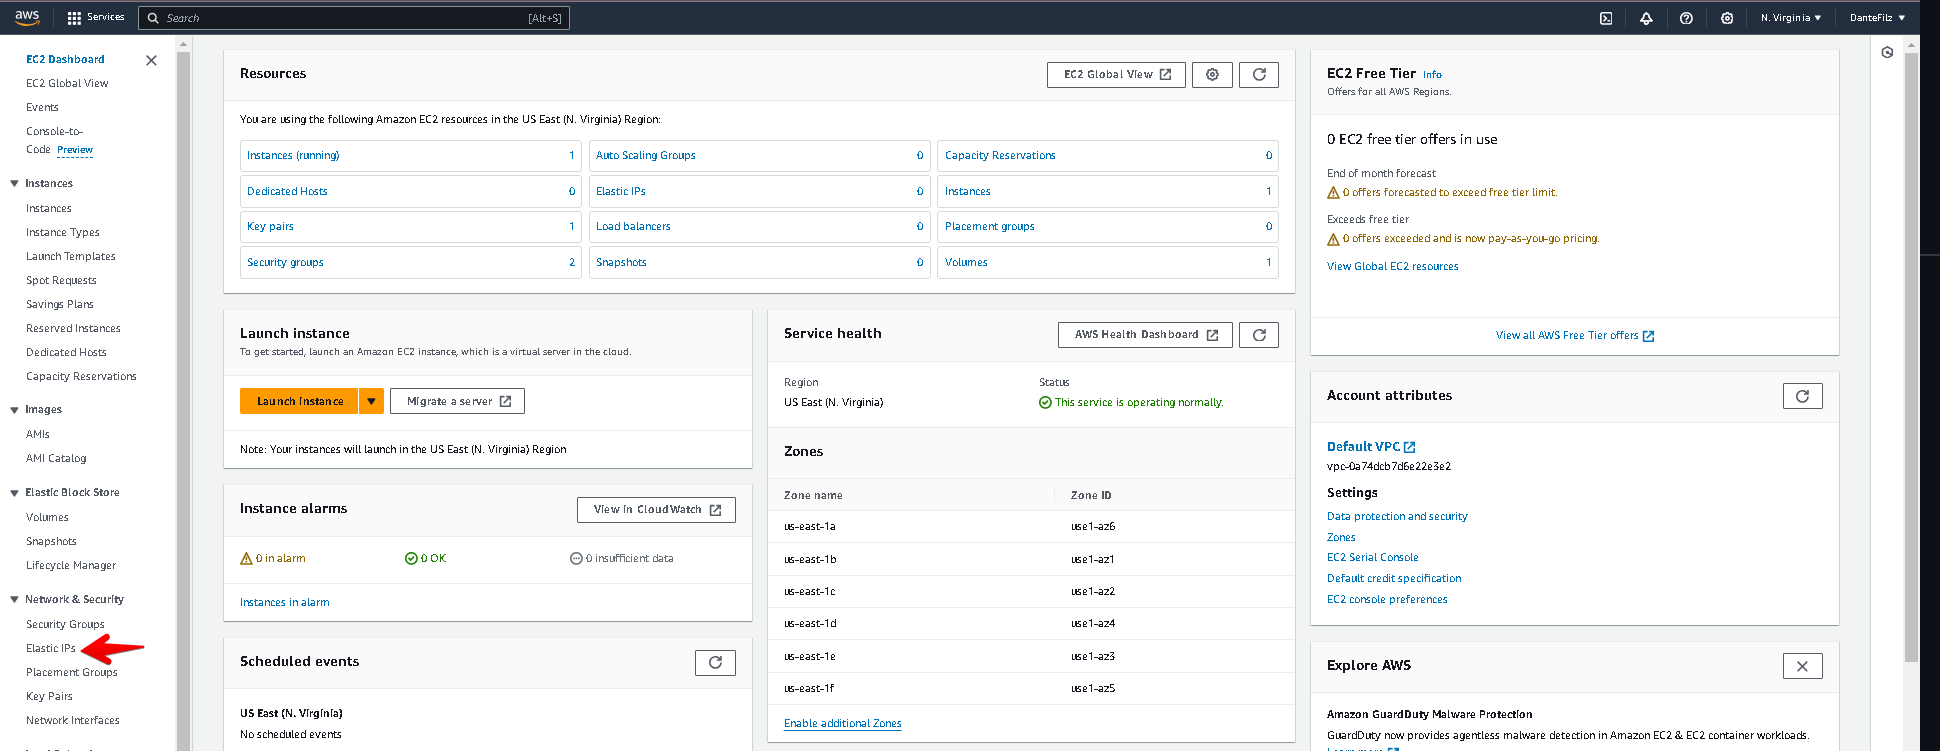 aws
Services
Search
[Alt+S]
N. Virginia
DanteFilz
EC2 Dashboard
EC2 Global View
Events
Console-to-
Code Preview
Instances
Instances
Instance Types
Launch Templates
Spot Requests
Savings Plans
Reserved Instances
Dedicated Hosts
Capacity Reservations
Images
AMIs
AMI Catalog
Elastic Block Store
Volumes
Snapshots
Lifecycle Manager
Network & Security
Security Groups
Elastic IPs
Placement Groups
Key Pairs
Network Interfaces
Resources
EC2 Global View
You are using the following Amazon EC2 resources in the US East (N. Virginia) Region:
Instances (running) 1
Auto Scaling Groups 0
Capacity Reservations 0
Dedicated Hosts 0
Elastic IPs 0
Instances 1
Key pairs 1
Load balancers 0
Placement groups 0
Security groups 2
Snapshots 0
Volumes 1
Launch instance
To get started, launch an Amazon EC2 instance, which is a virtual server in the cloud.
Launch instance
Migrate a server
Note: Your instances will launch in the US East (N. Virginia) Region
Instance alarms
View in CloudWatch
0 in alarm
0 OK
0 insufficient data
Instances in alarm
Scheduled events
US East (N. Virginia)
No scheduled events
Service health
AWS Health Dashboard
Region
US East (N. Virginia)
Status
This service is operating normally.
Zones
Zone name Zone ID
us-east-1a use1-az6
us-east-1b use1-az1
us-east-1c use1-az2
us-east-1d use1-az4
us-east-1e use1-az3
us-east-1f use1-az5
Enable additional Zones
EC2 Free Tier Info
Offers for all AWS Regions.
0 EC2 free tier offers in use
End of month forecast
0 offers forecasted to exceed free tier limit.
Exceeds free tier
0 offers exceeded and is now pay-as-you-go pricing.
View Global EC2 resources
View all AWS Free Tier offers
Account attributes
Default VPC
vpc-0a74dcb7d6e22e3e2
Settings
Data protection and security
Zones
EC2 Serial Console
Default credit specification
EC2 console preferences
Explore AWS
Amazon GuardDuty Malware Protection
GuardDuty now provides agentless malware detection in Amazon EC2 & EC2 container workloads.